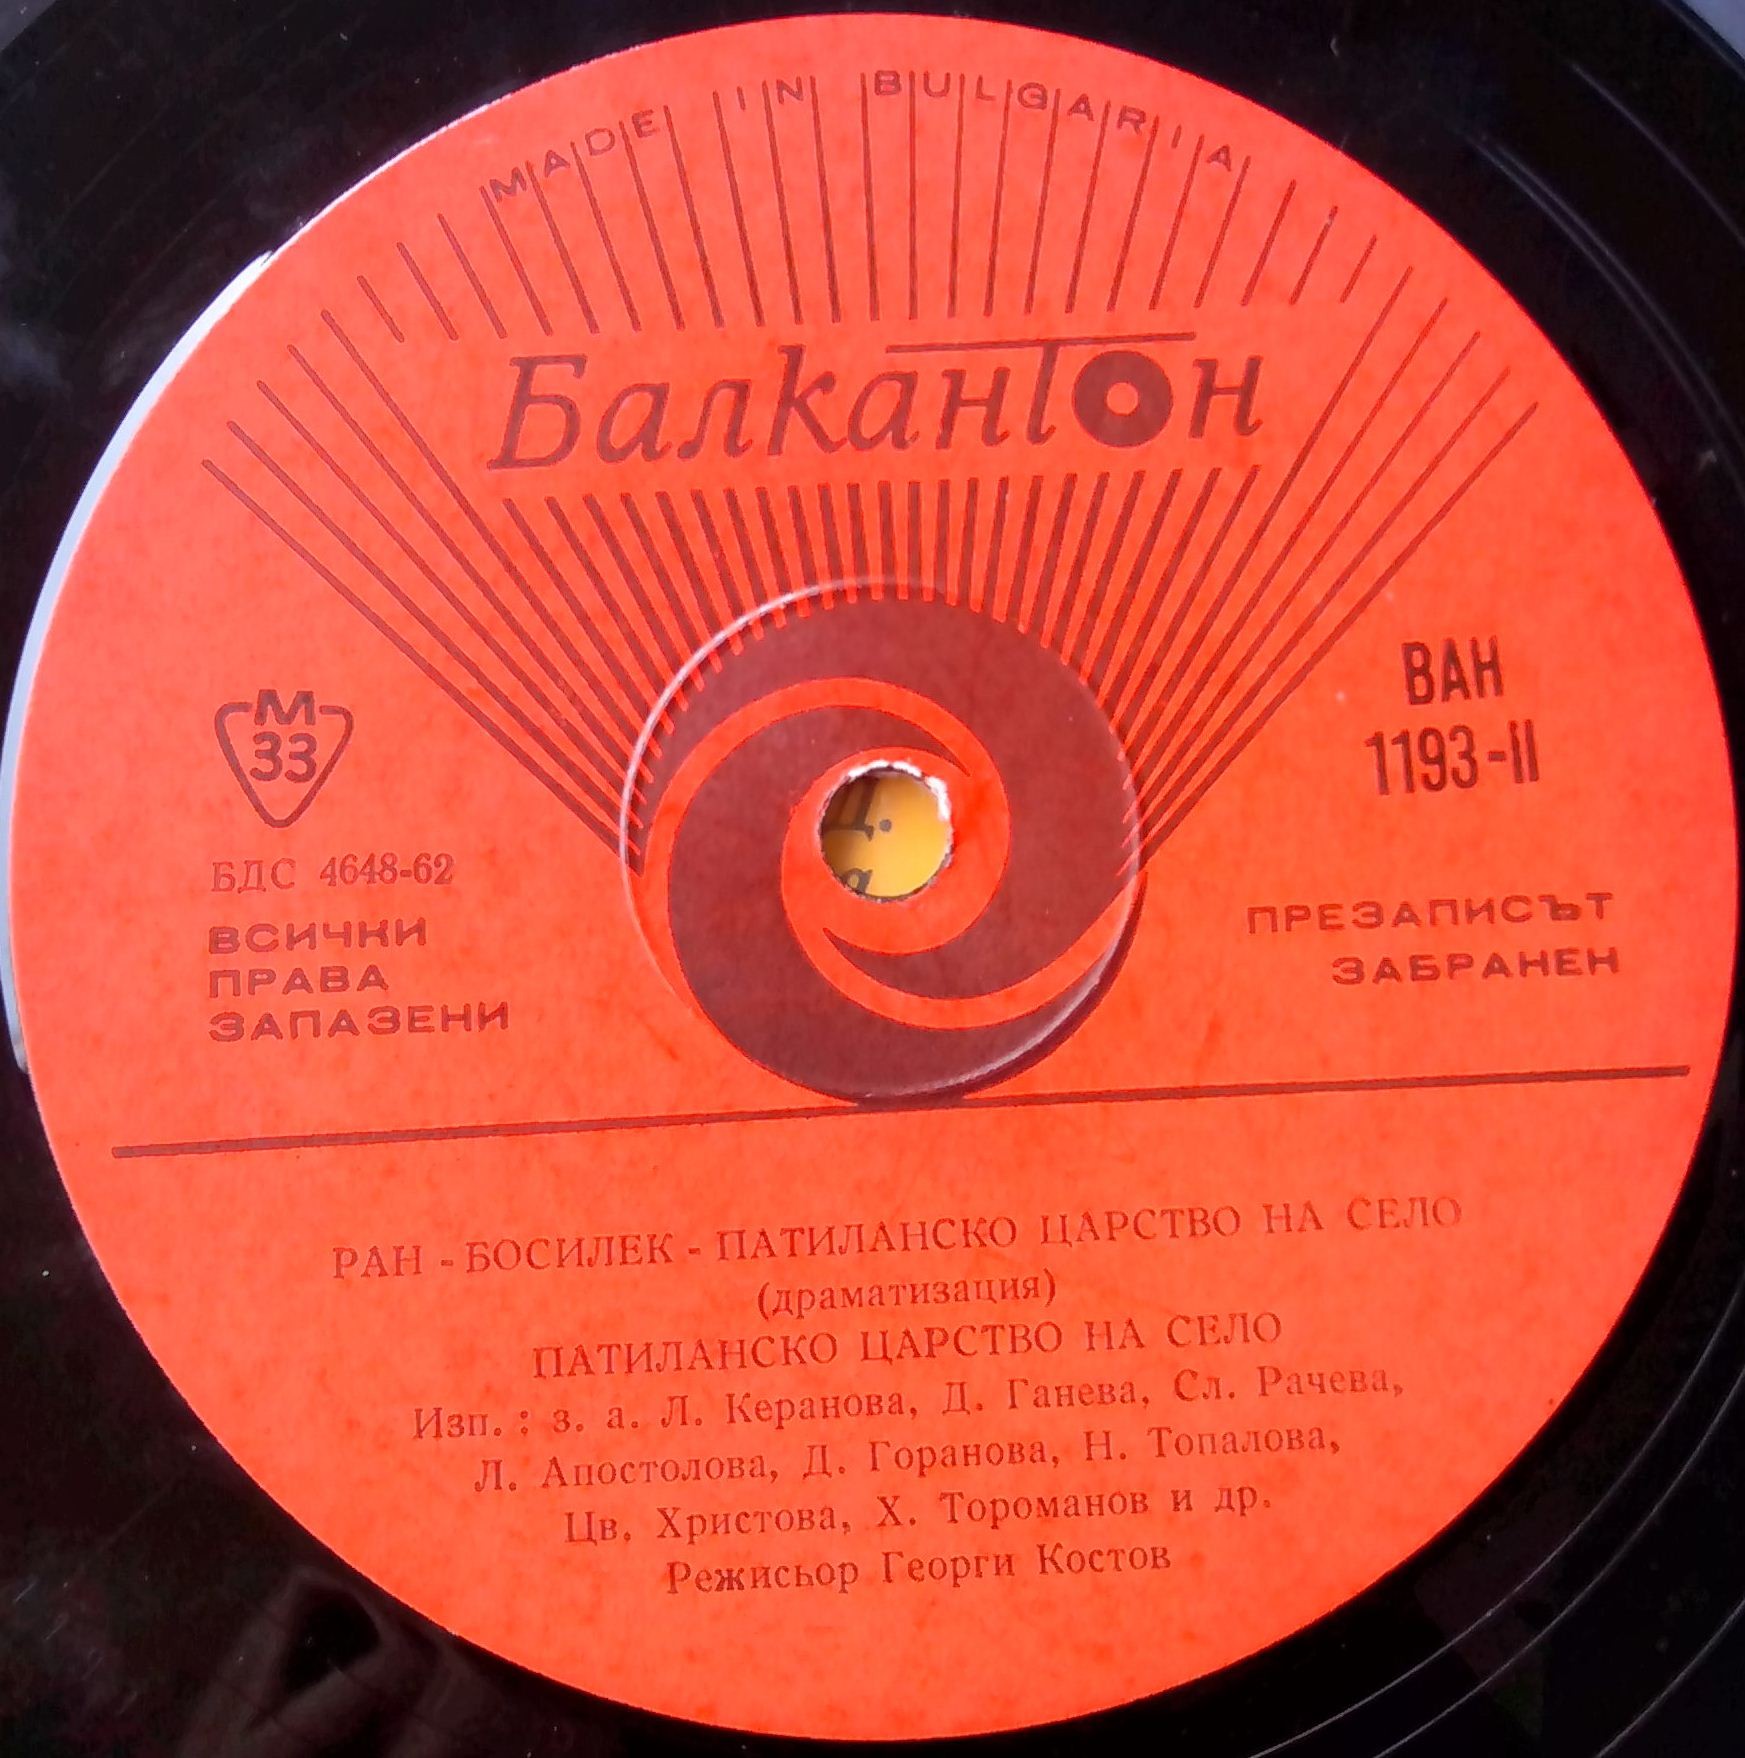 MADE IN BULGARIA
Балкантон
М
33
ВАН
1193-II
БДС 4648-62
ВСИЧКИ
ПРАВА
ЗАПАЗЕНИ
ПРЕЗАПИСЪТ
ЗАБРАНЕН
РАН - БОСИЛЕК - ПАТИЛАНСКО ЦАРСТВО НА СЕЛО
(драматизация)
ПАТИЛАНСКО ЦАРСТВО НА СЕЛО
Изп. : з. а. Л. Керанова, Д. Ганева, Сл. Рачева,
Л. Апостолова, Д. Горанова, Н. Топалова,
Цв. Христова, Х. Тороманов и др.
Режисьор Георги Костов